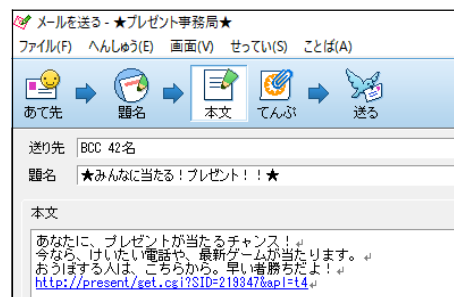 メールを送る - ★プレゼント事務局★
ファイル(F) へんしゅう(E) 画面(V) せってい(S) ことば(A)
あて先 題名 本文 てんぷ 送る
送り先 BCC 42名
題名 ★みんなに当たる！プレゼント！！★
本文
あなたに、プレゼントが当たるチャンス！
今なら、けいたい電話や、最新ゲームが当たります。
おうぼする人は、こちらから。早い者勝ちだよ！
http://present/get.cgi?SID=219347&apl=t4